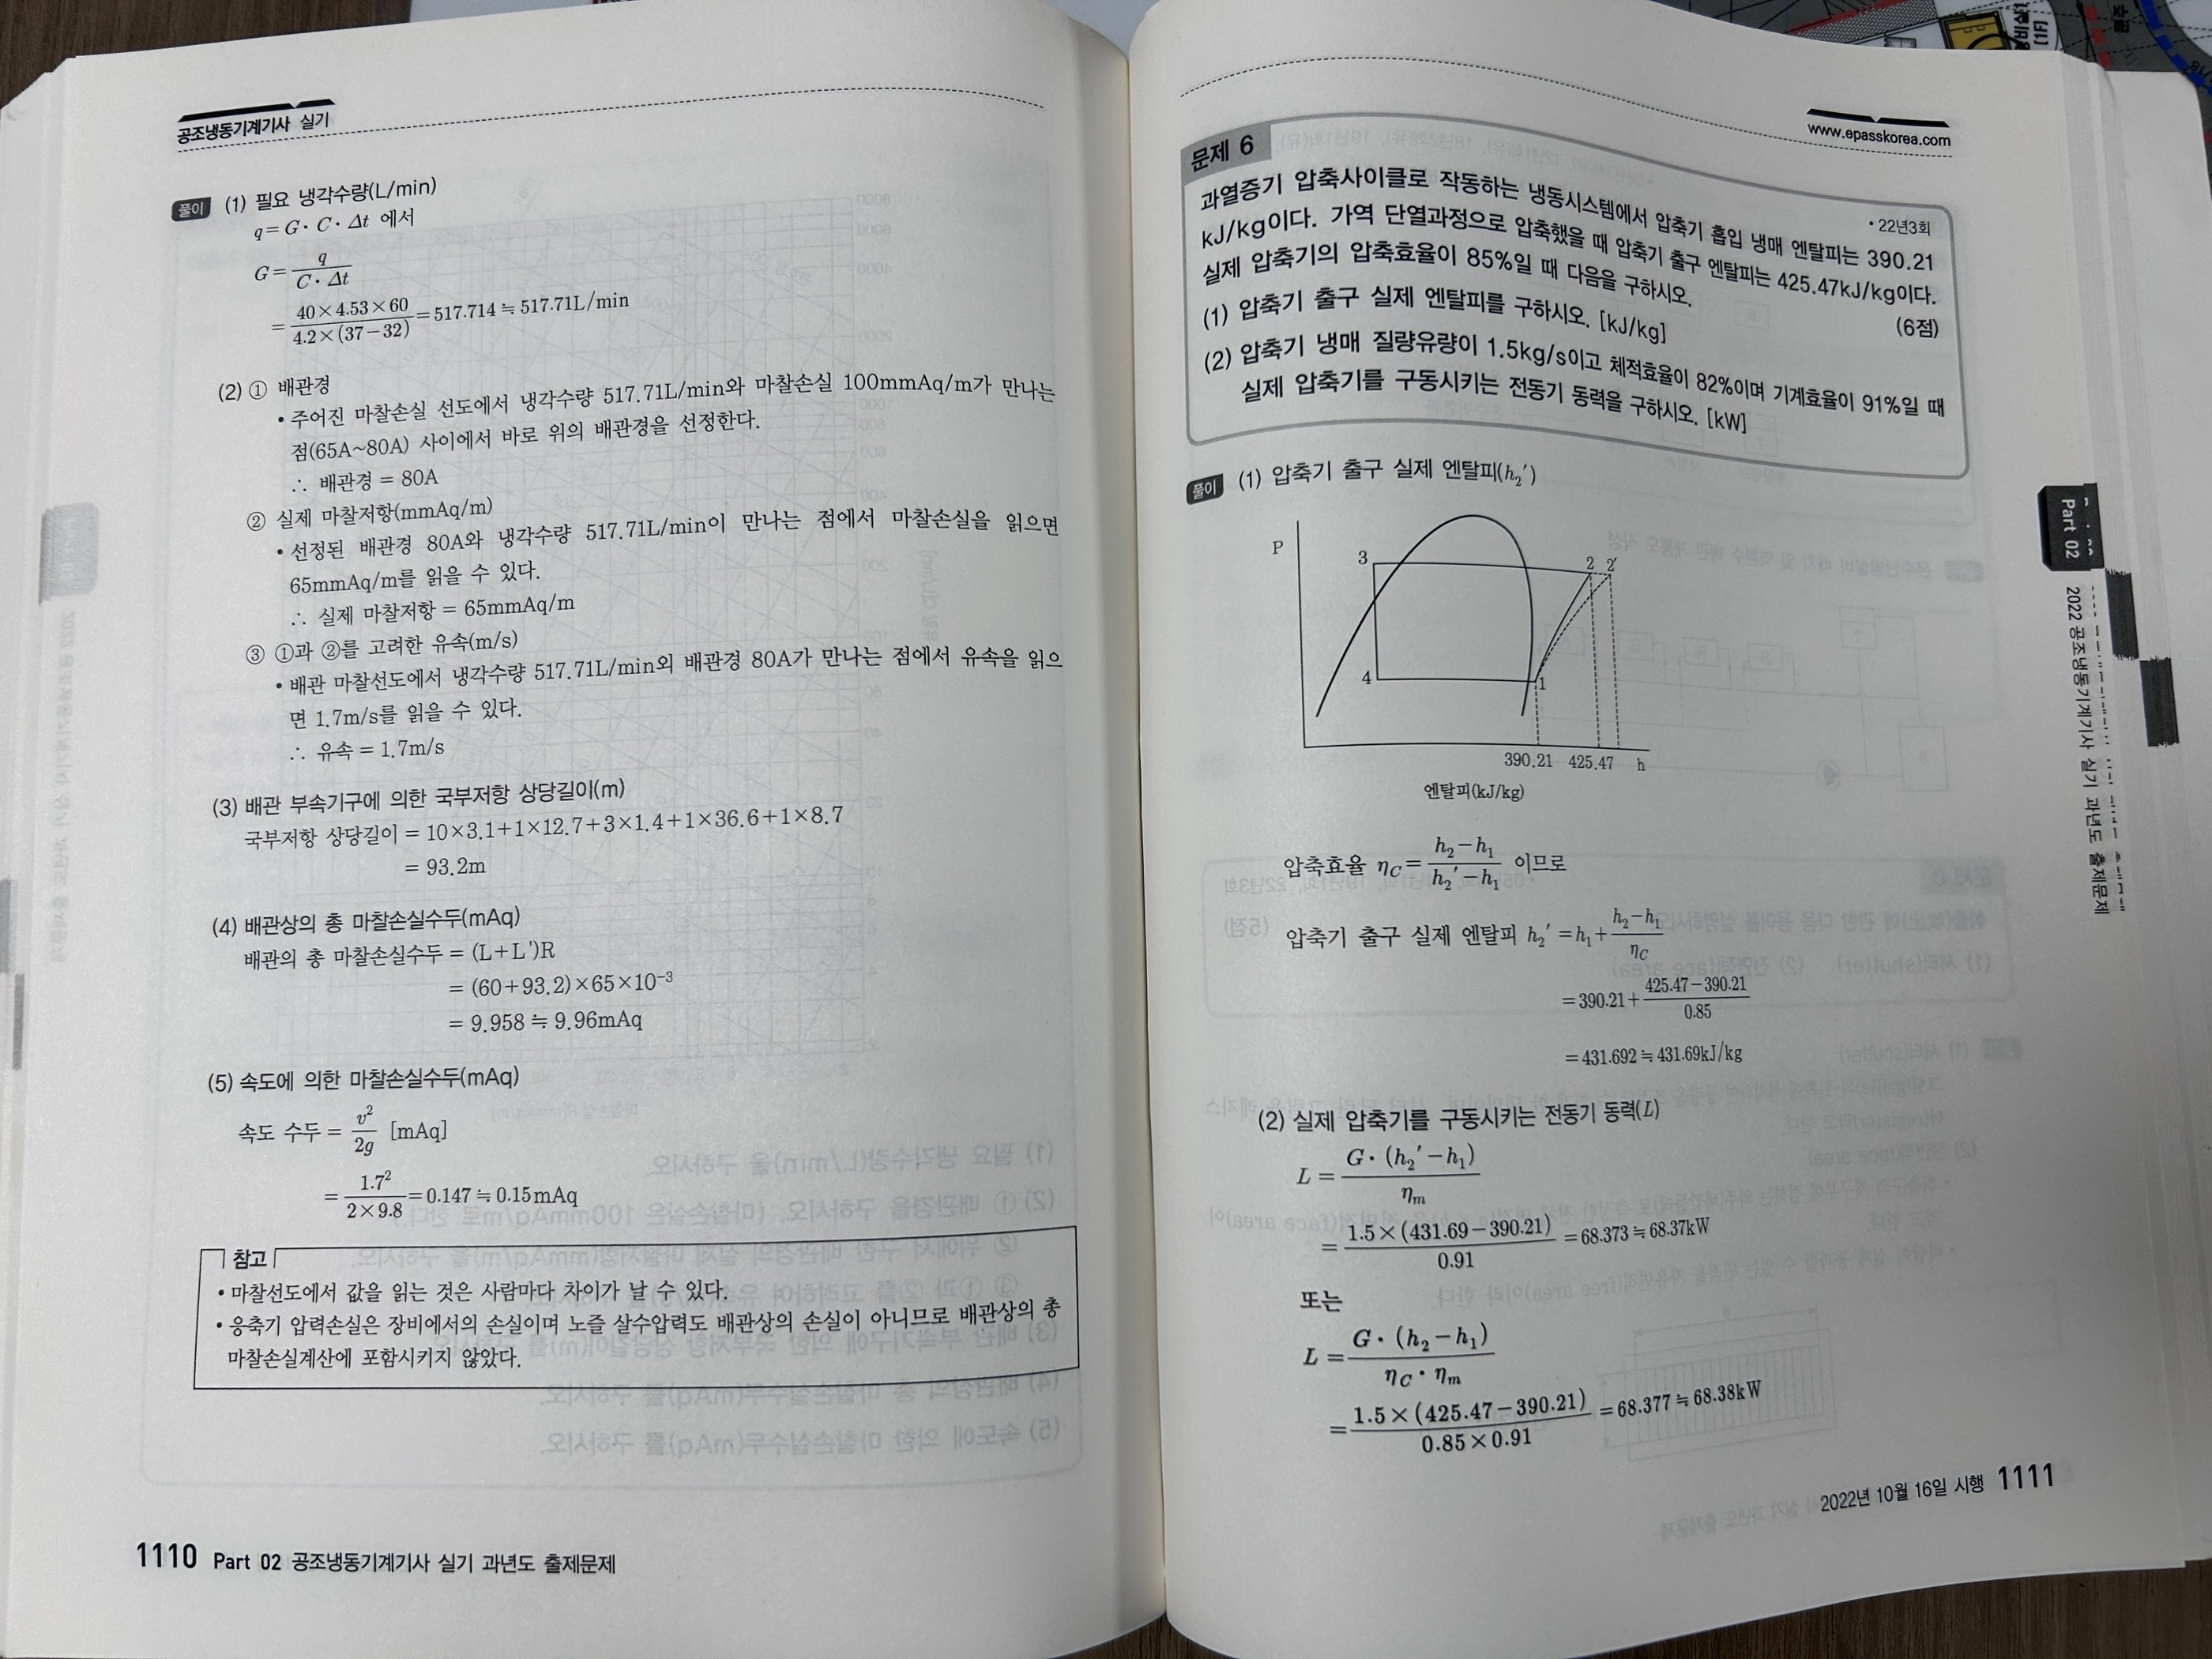 공조냉동기계기사 실기
풀이 (1) 필요 냉각수량(L/min)
q=G· C· Δt 에서
G= q / C· Δt
= 40×4.53×60 / 4.2×(37−32) =517.714≒517.71L/min
(2) ① 배관경
• 주어진 마찰손실 선도에서 냉각수량 517.71L/min와 마찰손실 100mmAq/m가 만나는
점(65A~80A) 사이에서 바로 위의 배관경을 선정한다.
∴ 배관경 = 80A
② 실제 마찰저항(mmAq/m)
• 선정된 배관경 80A와 냉각수량 517.71L/min이 만나는 점에서 마찰손실을 읽으면
65mmAq/m를 읽을 수 있다.
∴ 실제 마찰저항 = 65mmAq/m
③ ①과 ②를 고려한 유속(m/s)
• 배관 마찰선도에서 냉각수량 517.71L/min외 배관경 80A가 만나는 점에서 유속을 읽으
면 1.7m/s를 읽을 수 있다.
∴ 유속 = 1.7m/s
(3) 배관 부속기구에 의한 국부저항 상당길이(m)
국부저항 상당길이 = 10×3.1+1×12.7+3×1.4+1×36.6+1×8.7
= 93.2m
(4) 배관상의 총 마찰손실수두(mAq)
배관의 총 마찰손실수두 = (L+L')R
= (60+93.2)×65×10⁻³
= 9.958 ≒ 9.96mAq
(5) 속도에 의한 마찰손실수두(mAq)
속도 수두 = v² / 2g [mAq]
= 1.7² / 2×9.8 =0.147≒0.15mAq
참고
• 마찰선도에서 값을 읽는 것은 사람마다 차이가 날 수 있다.
• 응축기 압력손실은 장비에서의 손실이며 노즐 살수압력도 배관상의 손실이 아니므로 배관상의 총
마찰손실계산에 포함시키지 않았다.
1110 Part 02 공조냉동기계기사 실기 과년도 출제문제
www.epasskorea.com
문제 6
• 22년3회
과열증기 압축사이클로 작동하는 냉동시스템에서 압축기 흡입 냉매 엔탈피는 390.21
kJ/kg이다. 가역 단열과정으로 압축했을 때 압축기 출구 엔탈피는 425.47kJ/kg이다.
실제 압축기의 압축효율이 85%일 때 다음을 구하시오.
(6점)
(1) 압축기 출구 실제 엔탈피를 구하시오. [kJ/kg]
(2) 압축기 냉매 질량유량이 1.5kg/s이고 체적효율이 82%이며 기계효율이 91%일 때
실제 압축기를 구동시키는 전동기 동력을 구하시오. [kW]
풀이 (1) 압축기 출구 실제 엔탈피(h₂′)
P
3
2 2′
4
1
390.21 425.47 h
엔탈피(kJ/kg)
압축효율 ηC= h₂−h₁ / h₂′−h₁ 이므로
압축기 출구 실제 엔탈피 h₂′ =h₁+ h₂−h₁ / ηC
=390.21+ 425.47−390.21 / 0.85
=431.692≒431.69kJ/kg
(2) 실제 압축기를 구동시키는 전동기 동력(L)
L= G· (h₂′−h₁) / ηm
= 1.5×(431.69−390.21) / 0.91 =68.373≒68.37kW
또는
L= G· (h₂−h₁) / ηC · ηm
= 1.5×(425.47−390.21) / 0.85×0.91 =68.377≒68.38kW
2022년 10월 16일 시행 1111
Part 02
2022 공조냉동기계기사 실기 과년도 출제문제